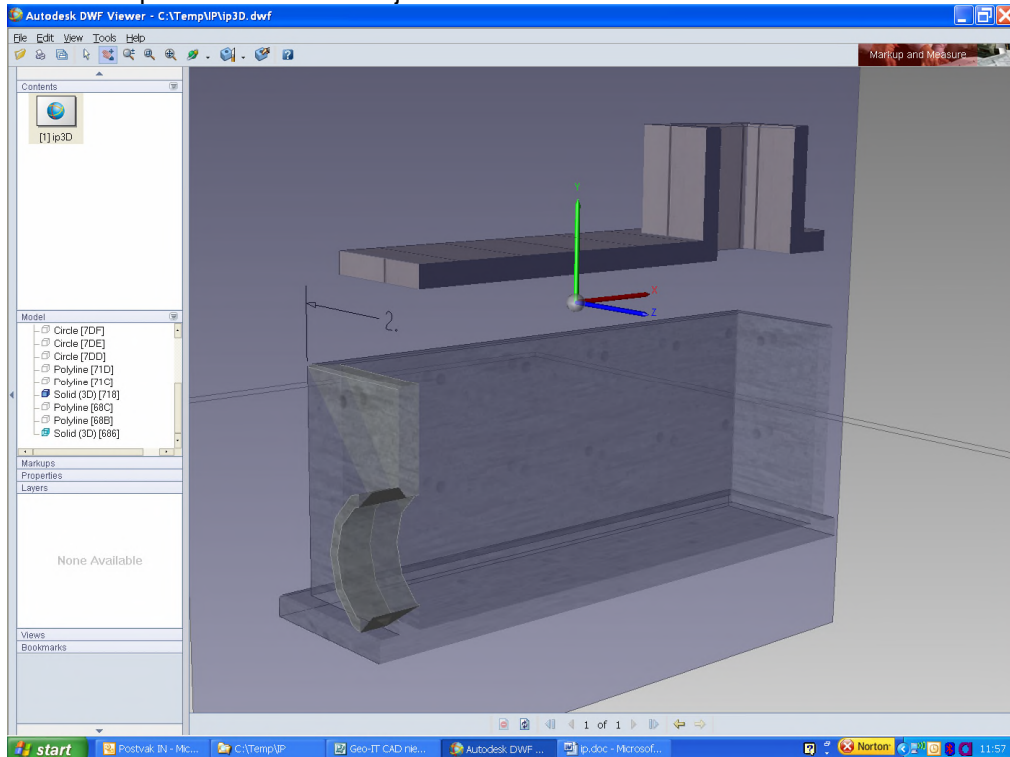 Autodesk DWF Viewer - C:\Temp\IP\ip3D.dwf
File Edit View Tools Help
Markup and Measure
Contents
[1] ip3D
Model
Circle [7DF]
Circle [7DE]
Circle [7DD]
Polyline [71D]
Polyline [71C]
Solid (3D) [718]
Polyline [68C]
Polyline [68B]
Solid (3D) [686]
Markups
Properties
Layers
None Available
Views
Bookmarks
Y
X
Z
2.
1 of 1
start
Postvak IN - Mic...
C:\Temp\IP
Geo-IT CAD nie...
Autodesk DWF ...
ip.doc - Microsof...
Norton
11:57